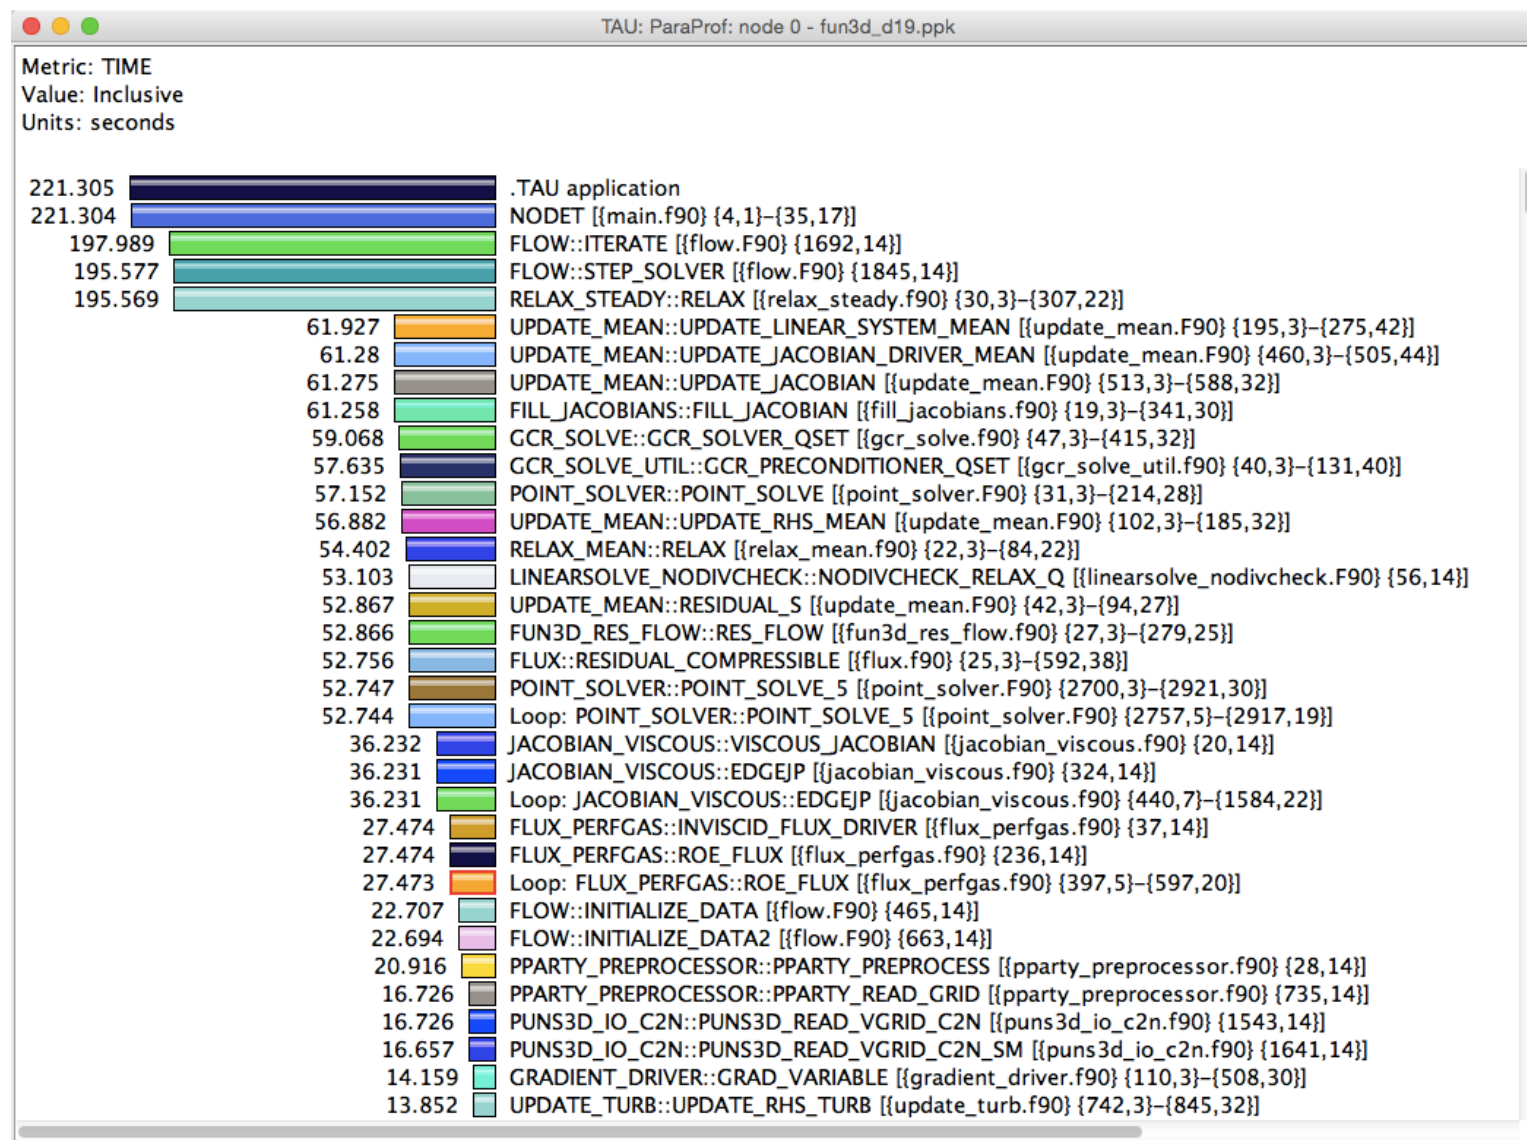 TAU: ParaProf: node 0 - fun3d_d19.ppk
Metric: TIME
Value: Inclusive
Units: seconds
221.305 .TAU application
221.304 NODET [{main.f90} {4,1}-{35,17}]
197.989 FLOW::ITERATE [{flow.F90} {1692,14}]
195.577 FLOW::STEP_SOLVER [{flow.F90} {1845,14}]
195.569 RELAX_STEADY::RELAX [{relax_steady.f90} {30,3}-{307,22}]
61.927 UPDATE_MEAN::UPDATE_LINEAR_SYSTEM_MEAN [{update_mean.F90} {195,3}-{275,42}]
61.28 UPDATE_MEAN::UPDATE_JACOBIAN_DRIVER_MEAN [{update_mean.F90} {460,3}-{505,44}]
61.275 UPDATE_MEAN::UPDATE_JACOBIAN [{update_mean.F90} {513,3}-{588,32}]
61.258 FILL_JACOBIANS::FILL_JACOBIAN [{fill_jacobians.f90} {19,3}-{341,30}]
59.068 GCR_SOLVE::GCR_SOLVER_QSET [{gcr_solve.f90} {47,3}-{415,32}]
57.635 GCR_SOLVE_UTIL::GCR_PRECONDITIONER_QSET [{gcr_solve_util.f90} {40,3}-{131,40}]
57.152 POINT_SOLVER::POINT_SOLVE [{point_solver.F90} {31,3}-{214,28}]
56.882 UPDATE_MEAN::UPDATE_RHS_MEAN [{update_mean.F90} {102,3}-{185,32}]
54.402 RELAX_MEAN::RELAX [{relax_mean.f90} {22,3}-{84,22}]
53.103 LINEARSOLVE_NODIVCHECK::NODIVCHECK_RELAX_Q [{linearsolve_nodivcheck.F90} {56,14}]
52.867 UPDATE_MEAN::RESIDUAL_S [{update_mean.F90} {42,3}-{94,27}]
52.866 FUN3D_RES_FLOW::RES_FLOW [{fun3d_res_flow.f90} {27,3}-{279,25}]
52.756 FLUX::RESIDUAL_COMPRESSIBLE [{flux.f90} {25,3}-{592,38}]
52.747 POINT_SOLVER::POINT_SOLVE_5 [{point_solver.F90} {2700,3}-{2921,30}]
52.744 Loop: POINT_SOLVER::POINT_SOLVE_5 [{point_solver.F90} {2757,5}-{2917,19}]
36.232 JACOBIAN_VISCOUS::VISCOUS_JACOBIAN [{jacobian_viscous.f90} {20,14}]
36.231 JACOBIAN_VISCOUS::EDGEJP [{jacobian_viscous.f90} {324,14}]
36.231 Loop: JACOBIAN_VISCOUS::EDGEJP [{jacobian_viscous.f90} {440,7}-{1584,22}]
27.474 FLUX_PERFGAS::INVISCID_FLUX_DRIVER [{flux_perfgas.f90} {37,14}]
27.474 FLUX_PERFGAS::ROE_FLUX [{flux_perfgas.f90} {236,14}]
27.473 Loop: FLUX_PERFGAS::ROE_FLUX [{flux_perfgas.f90} {397,5}-{597,20}]
22.707 FLOW::INITIALIZE_DATA [{flow.F90} {465,14}]
22.694 FLOW::INITIALIZE_DATA2 [{flow.F90} {663,14}]
20.916 PPARTY_PREPROCESSOR::PPARTY_PREPROCESS [{pparty_preprocessor.f90} {28,14}]
16.726 PPARTY_PREPROCESSOR::PPARTY_READ_GRID [{pparty_preprocessor.f90} {735,14}]
16.726 PUNS3D_IO_C2N::PUNS3D_READ_VGRID_C2N [{puns3d_io_c2n.f90} {1543,14}]
16.657 PUNS3D_IO_C2N::PUNS3D_READ_VGRID_C2N_SM [{puns3d_io_c2n.f90} {1641,14}]
14.159 GRADIENT_DRIVER::GRAD_VARIABLE [{gradient_driver.f90} {110,3}-{508,30}]
13.852 UPDATE_TURB::UPDATE_RHS_TURB [{update_turb.f90} {742,3}-{845,32}]